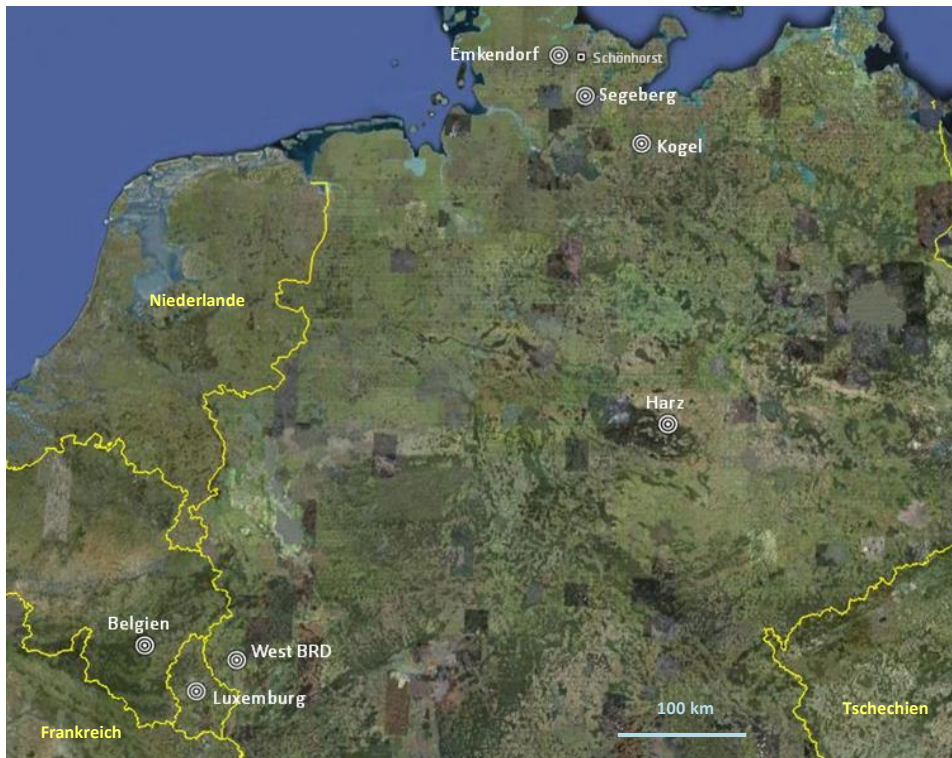 Emkendorf
Schönhorst
Segeberg
Kogel
Niederlande
Harz
Belgien
West BRD
Luxemburg
100 km
Tschechien
Frankreich